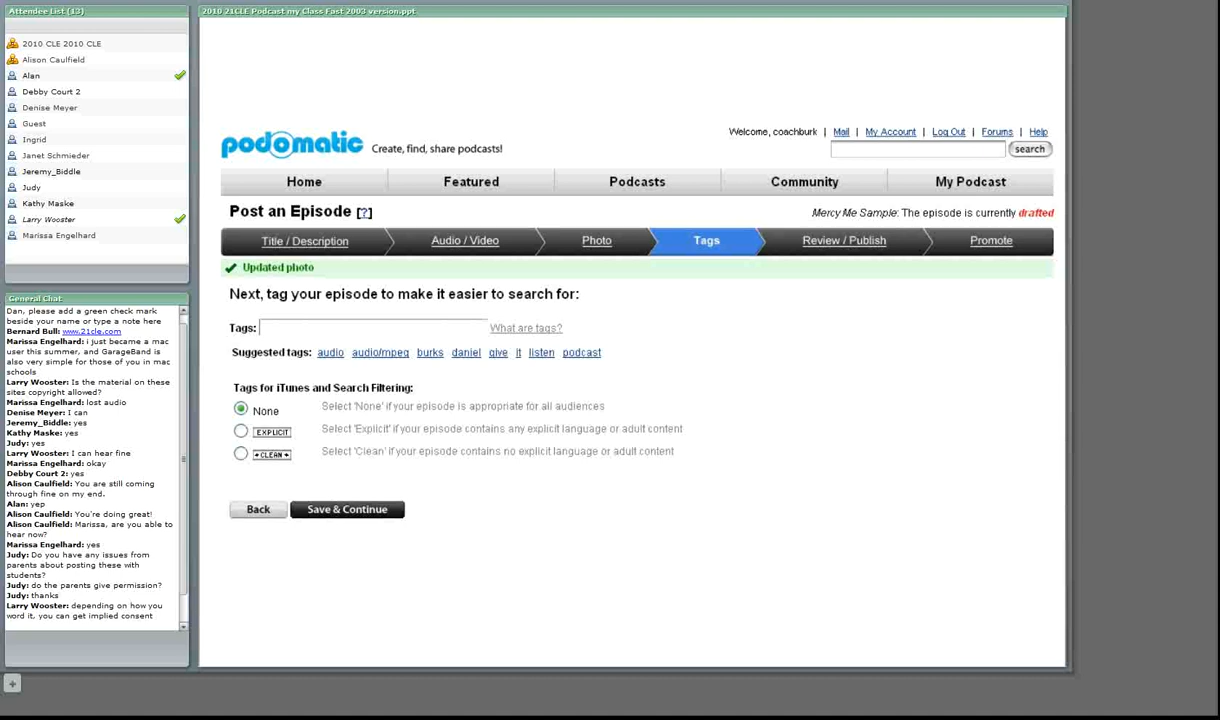 Attendee List (13)
2010 CLE 2010 CLE
Alison Caulfield
Alan
Debby Court 2
Denise Meyer
Guest
Ingrid
Janet Schmieder
Jeremy_Biddle
Judy
Kathy Maske
Larry Wooster
Marissa Engelhard
General Chat
Dan, please add a green check mark
beside your name or type a note here
Bernard Bull: www.21cle.com
Marissa Engelhard: i just became a mac
user this summer, and GarageBand is
also very simple for those of you in mac
schools
Larry Wooster: Is the material on these
sites copyright allowed?
Marissa Engelhard: lost audio
Denise Meyer: I can
Jeremy_Biddle: yes
Kathy Maske: yes
Judy: yes
Larry Wooster: I can hear fine
Marissa Engelhard: okay
Debby Court 2: yes
Alison Caulfield: You are still coming
through fine on my end.
Alan: yep
Alison Caulfield: You're doing great!
Alison Caulfield: Marissa, are you able to
hear now?
Marissa Engelhard: yes
Judy: Do you have any issues from
parents about posting these with
students?
Judy: do the parents give permission?
Judy: thanks
Larry Wooster: depending on how you
word it, you can get implied consent
2010 21CLE Podcast my Class Fast 2003 version.ppt
podomatic Create, find, share podcasts!
Welcome, coachburk | Mail | My Account | Log Out | Forums | Help
search
Home Featured Podcasts Community My Podcast
Post an Episode [?]
Mercy Me Sample: The episode is currently drafted
Title / Description Audio / Video Photo Tags Review / Publish Promote
Updated photo
Next, tag your episode to make it easier to search for:
Tags: What are tags?
Suggested tags: audio audio/mpeg burks daniel give it listen podcast
Tags for iTunes and Search Filtering:
None Select 'None' if your episode is appropriate for all audiences
EXPLICIT Select 'Explicit' if your episode contains any explicit language or adult content
CLEAN Select 'Clean' if your episode contains no explicit language or adult content
Back Save & Continue